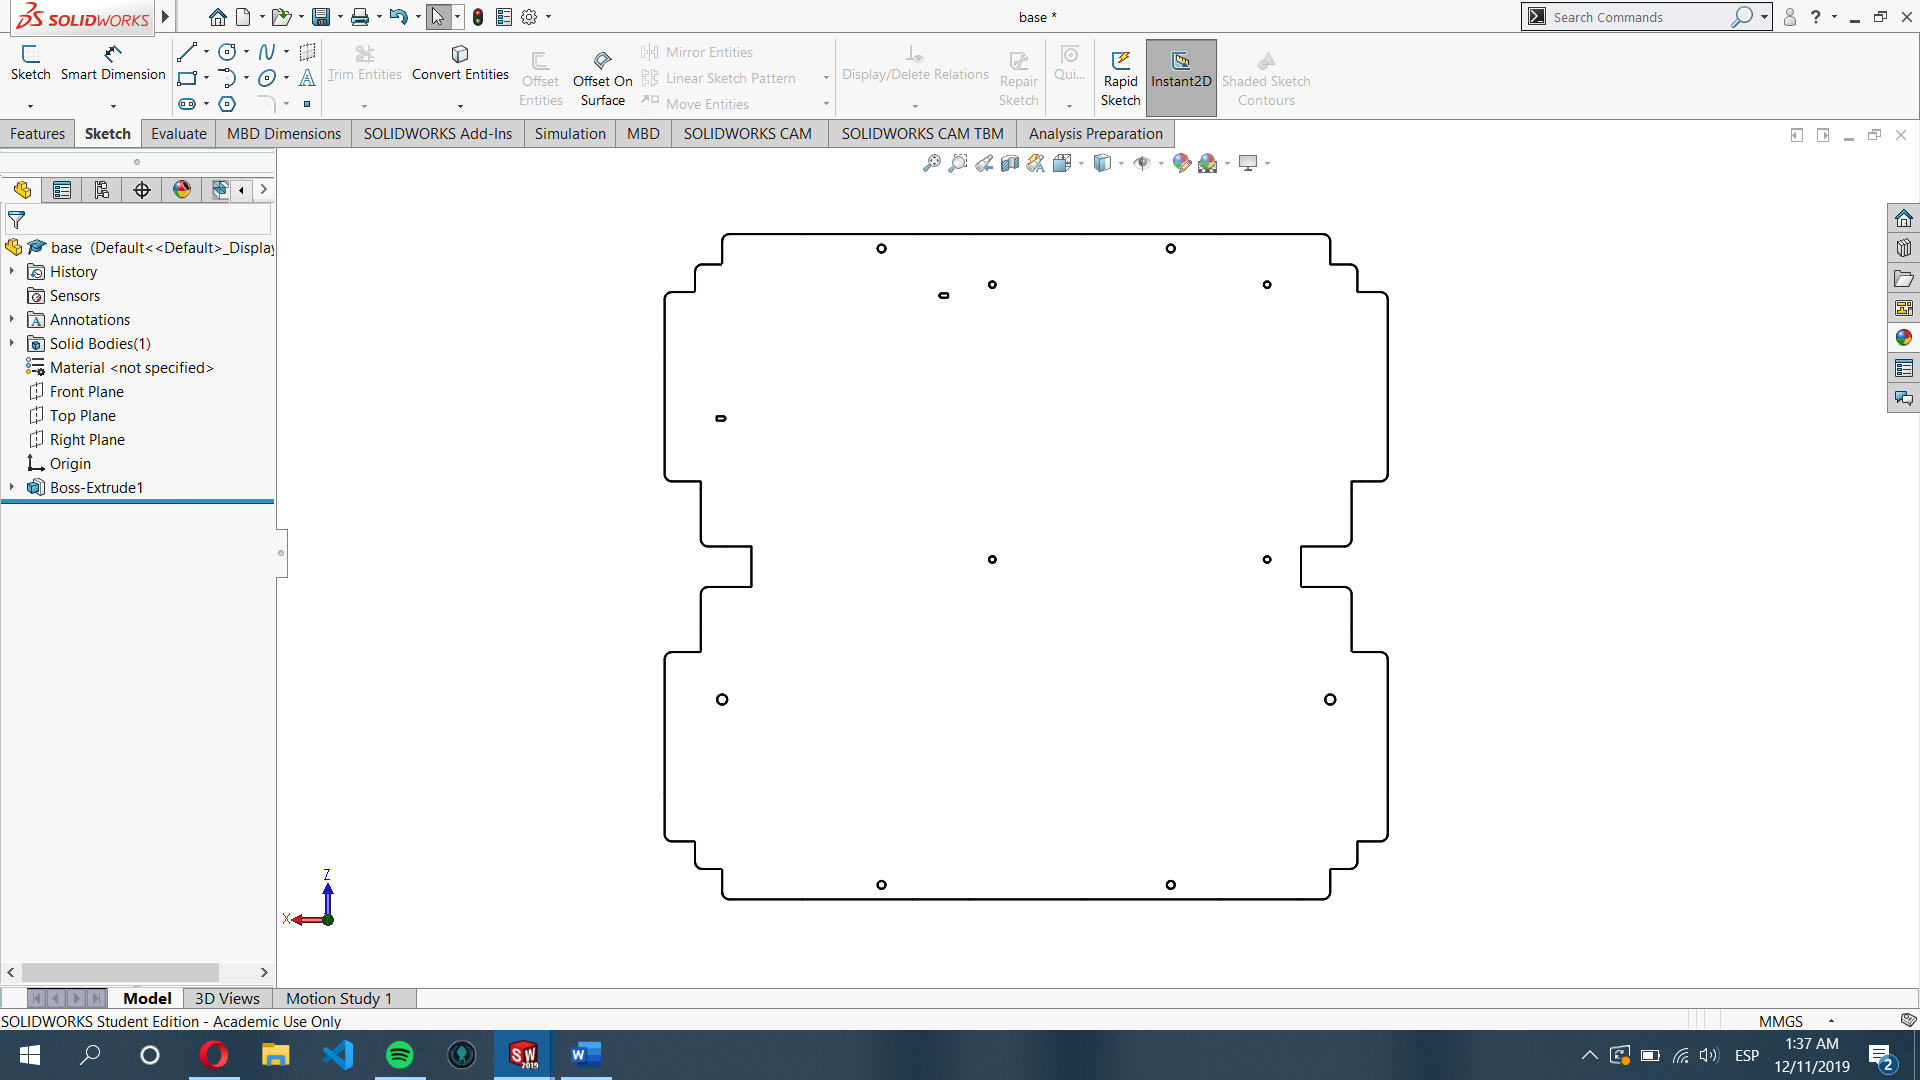 SOLIDWORKS
base *
Search Commands
?
Sketch
Smart Dimension
Trim Entities
Convert Entities
Offset Entities
Offset On Surface
Mirror Entities
Linear Sketch Pattern
Move Entities
Display/Delete Relations
Repair Sketch
Qui...
Rapid Sketch
Instant2D
Shaded Sketch Contours
Features
Sketch
Evaluate
MBD Dimensions
SOLIDWORKS Add-Ins
Simulation
MBD
SOLIDWORKS CAM
SOLIDWORKS CAM TBM
Analysis Preparation
base (Default<<Default>_Display
History
Sensors
Annotations
Solid Bodies(1)
Material <not specified>
Front Plane
Top Plane
Right Plane
Origin
Boss-Extrude1
Z
X
Model
3D Views
Motion Study 1
SOLIDWORKS Student Edition - Academic Use Only
MMGS
SW
2019
W
ESP
1:37 AM
12/11/2019
2